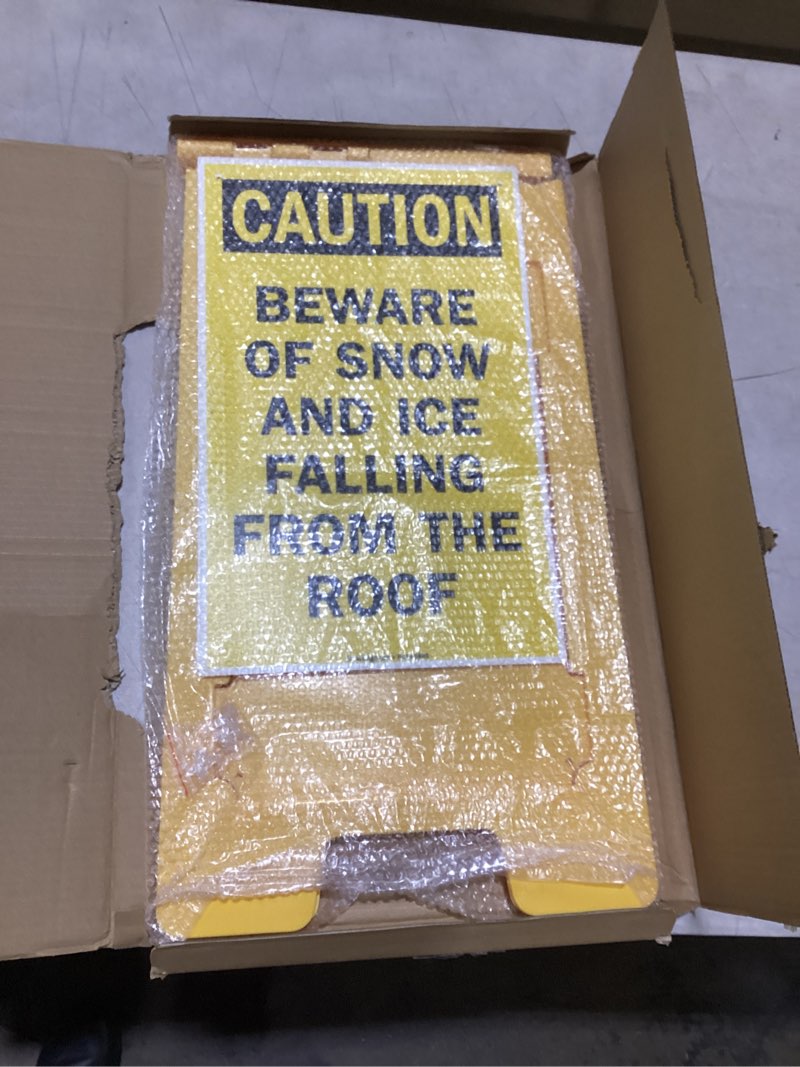 CAUTION
BEWARE
OF SNOW
AND ICE
FALLING
FROM THE
ROOF